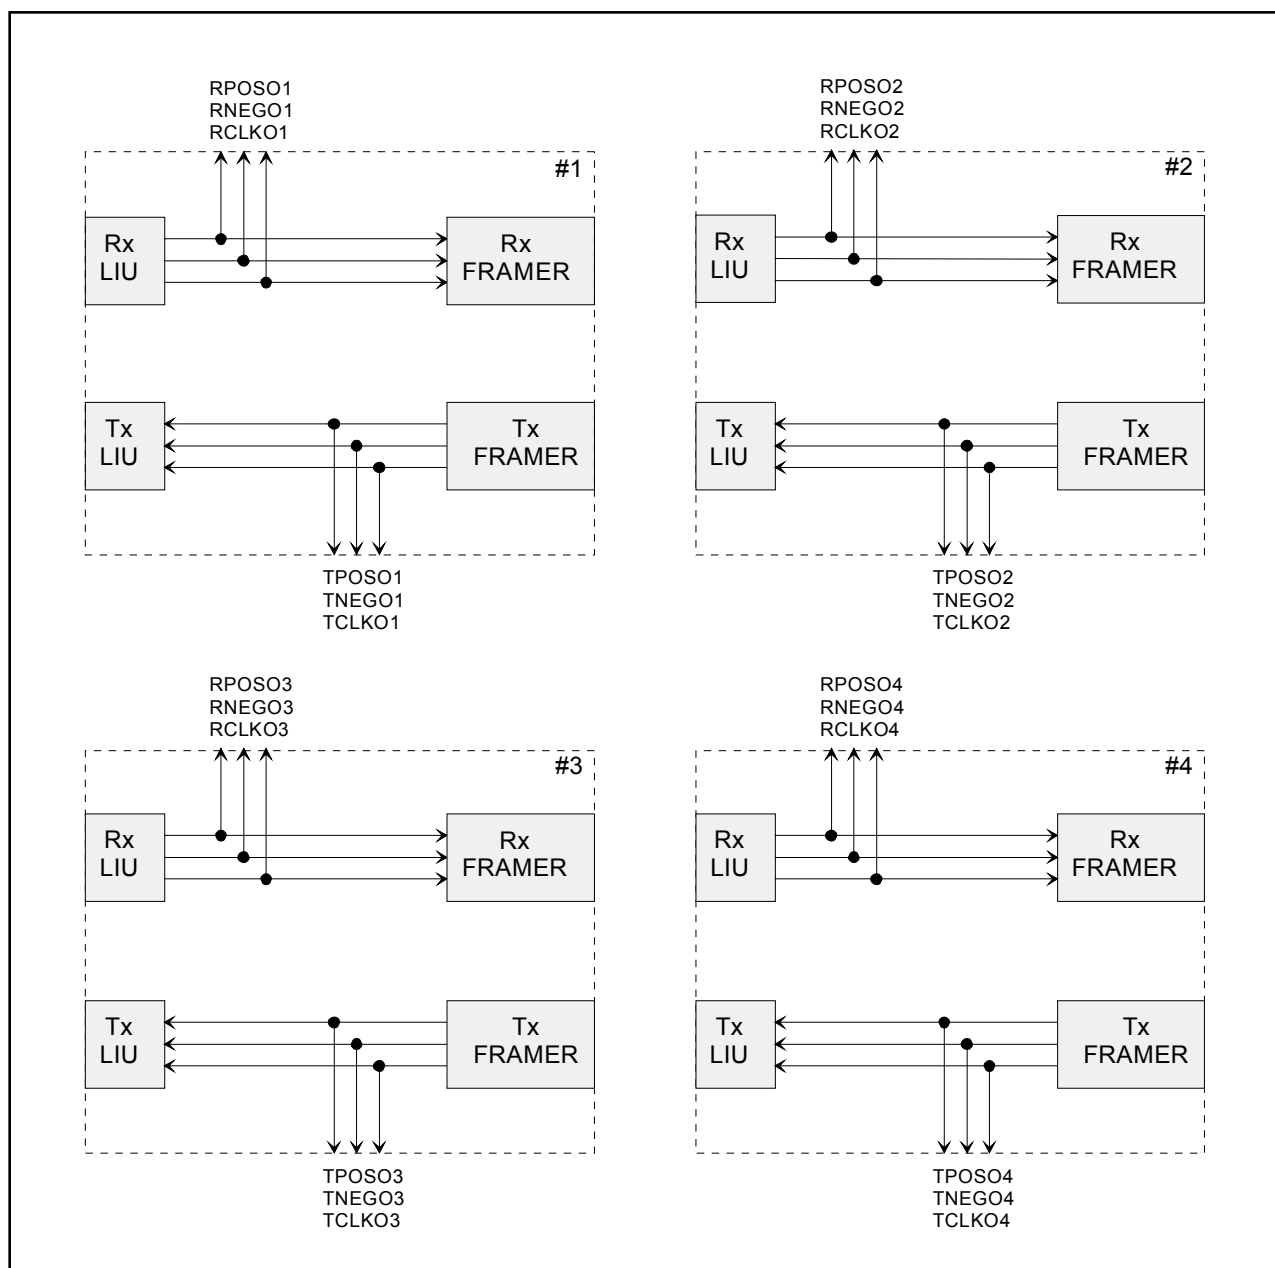 RPOSO1
RNEGO1
RCLKO1
#1
Rx
LIU
Rx
FRAMER
Tx
LIU
Tx
FRAMER
TPOSO1
TNEGO1
TCLKO1
RPOSO2
RNEGO2
RCLKO2
#2
Rx
LIU
Rx
FRAMER
Tx
LIU
Tx
FRAMER
TPOSO2
TNEGO2
TCLKO2
RPOSO3
RNEGO3
RCLKO3
#3
Rx
LIU
Rx
FRAMER
Tx
LIU
Tx
FRAMER
TPOSO3
TNEGO3
TCLKO3
RPOSO4
RNEGO4
RCLKO4
#4
Rx
LIU
Rx
FRAMER
Tx
LIU
Tx
FRAMER
TPOSO4
TNEGO4
TCLKO4